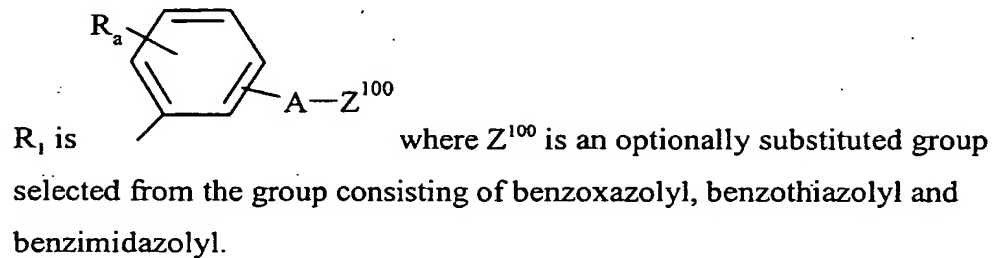 Rₐ
A—Z¹⁰⁰
R₁ is where Z¹⁰⁰ is an optionally substituted group
selected from the group consisting of benzoxazolyl, benzothiazolyl and
benzimidazolyl.